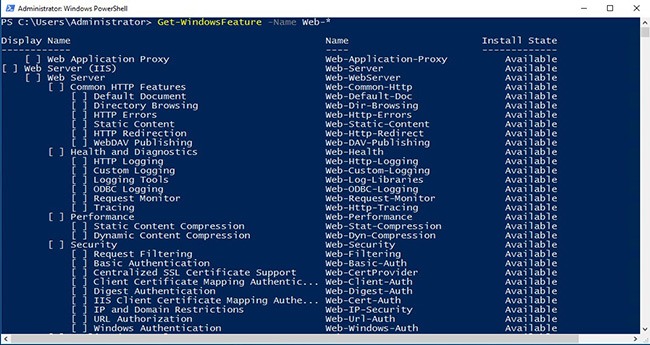 Administrator: Windows PowerShell
PS C:\Users\Administrator> Get-WindowsFeature -Name Web-*
Display Name Name Install State
------------ ---- -------------
[ ] Web Application Proxy Web-Application-Proxy Available
[ ] Web Server (IIS) Web-Server Available
[ ] Web Server Web-WebServer Available
[ ] Common HTTP Features Web-Common-Http Available
[ ] Default Document Web-Default-Doc Available
[ ] Directory Browsing Web-Dir-Browsing Available
[ ] HTTP Errors Web-Http-Errors Available
[ ] Static Content Web-Static-Content Available
[ ] HTTP Redirection Web-Http-Redirect Available
[ ] WebDAV Publishing Web-DAV-Publishing Available
[ ] Health and Diagnostics Web-Health Available
[ ] HTTP Logging Web-Http-Logging Available
[ ] Custom Logging Web-Custom-Logging Available
[ ] Logging Tools Web-Log-Libraries Available
[ ] ODBC Logging Web-ODBC-Logging Available
[ ] Request Monitor Web-Request-Monitor Available
[ ] Tracing Web-Http-Tracing Available
[ ] Performance Web-Performance Available
[ ] Static Content Compression Web-Stat-Compression Available
[ ] Dynamic Content Compression Web-Dyn-Compression Available
[ ] Security Web-Security Available
[ ] Request Filtering Web-Filtering Available
[ ] Basic Authentication Web-Basic-Auth Available
[ ] Centralized SSL Certificate Support Web-CertProvider Available
[ ] Client Certificate Mapping Authentic... Web-Client-Auth Available
[ ] Digest Authentication Web-Digest-Auth Available
[ ] IIS Client Certificate Mapping Authe... Web-Cert-Auth Available
[ ] IP and Domain Restrictions Web-IP-Security Available
[ ] URL Authorization Web-Url-Auth Available
[ ] Windows Authentication Web-Windows-Auth Available